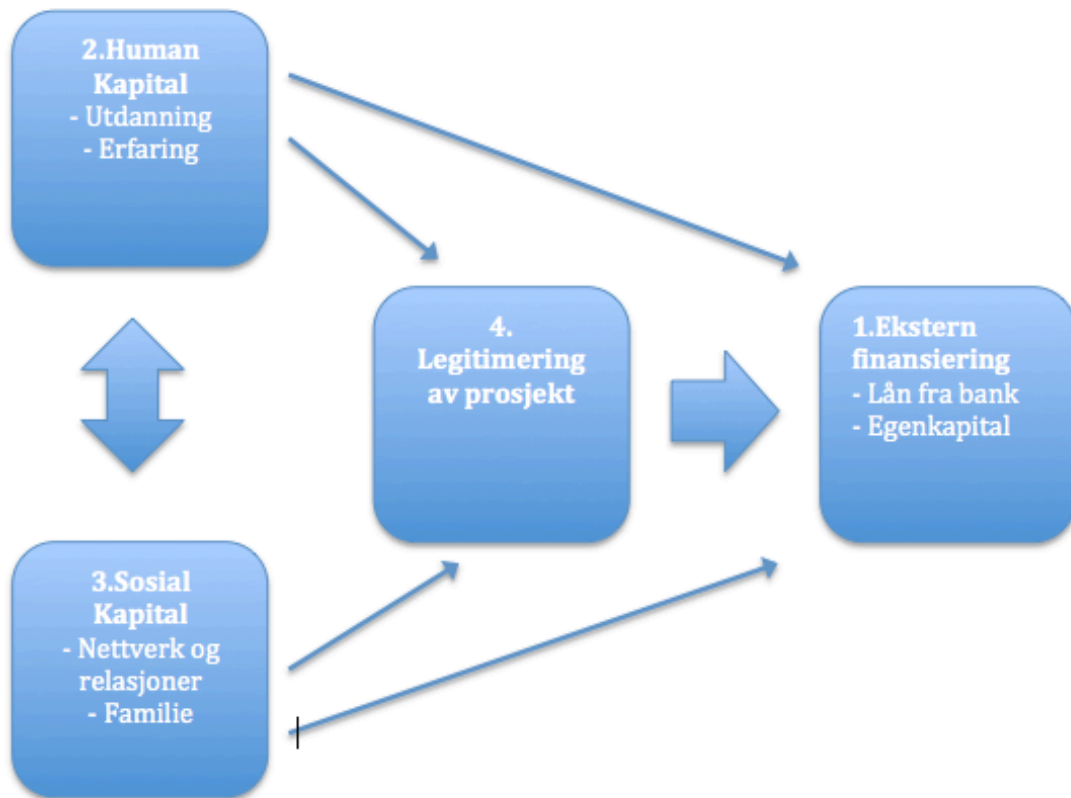 2.Human
Kapital
- Utdanning
- Erfaring
4.
Legitimering
av prosjekt
1.Ekstern
finansiering
- Lån fra bank
- Egenkapital
3.Sosial
Kapital
- Nettverk og
relasjoner
- Familie